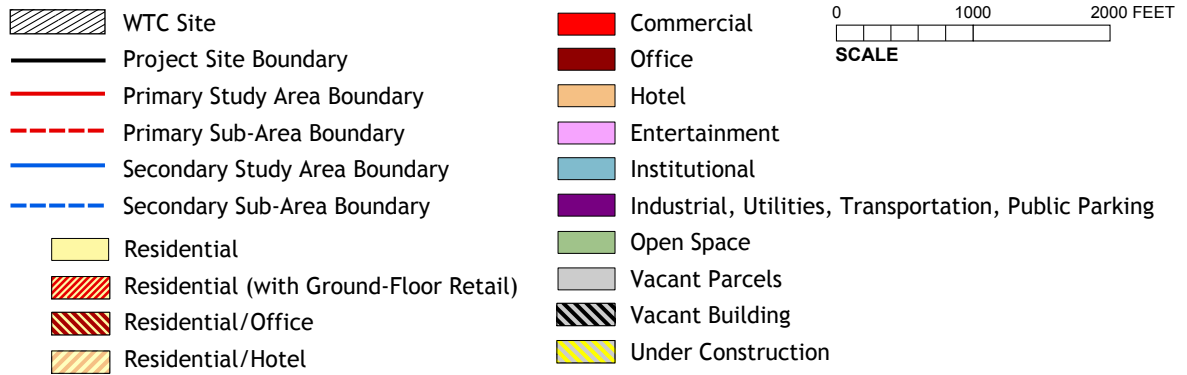 WTC Site
Project Site Boundary
Primary Study Area Boundary
Primary Sub-Area Boundary
Secondary Study Area Boundary
Secondary Sub-Area Boundary
Residential
Residential (with Ground-Floor Retail)
Residential/Office
Residential/Hotel
Commercial
Office
Hotel
Entertainment
Institutional
Industrial, Utilities, Transportation, Public Parking
Open Space
Vacant Parcels
Vacant Building
Under Construction
0 1000 2000 FEET
SCALE